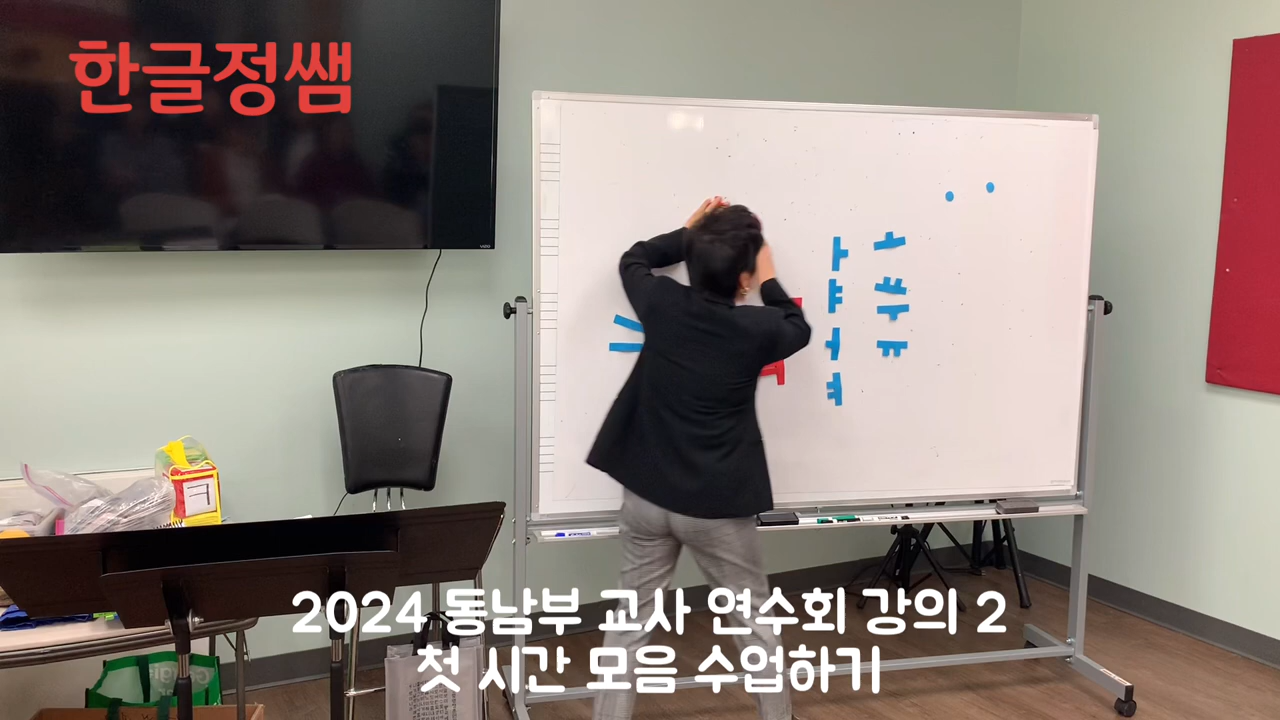 한글정쌤
VIZIO
ㅏ ㅗ
ㅑ ㅛ
ㅓ ㅜ
ㅕ ㅠ
ㅋ
2024 동남부 교사 연수회 강의 2
첫 시간 모음 수업하기